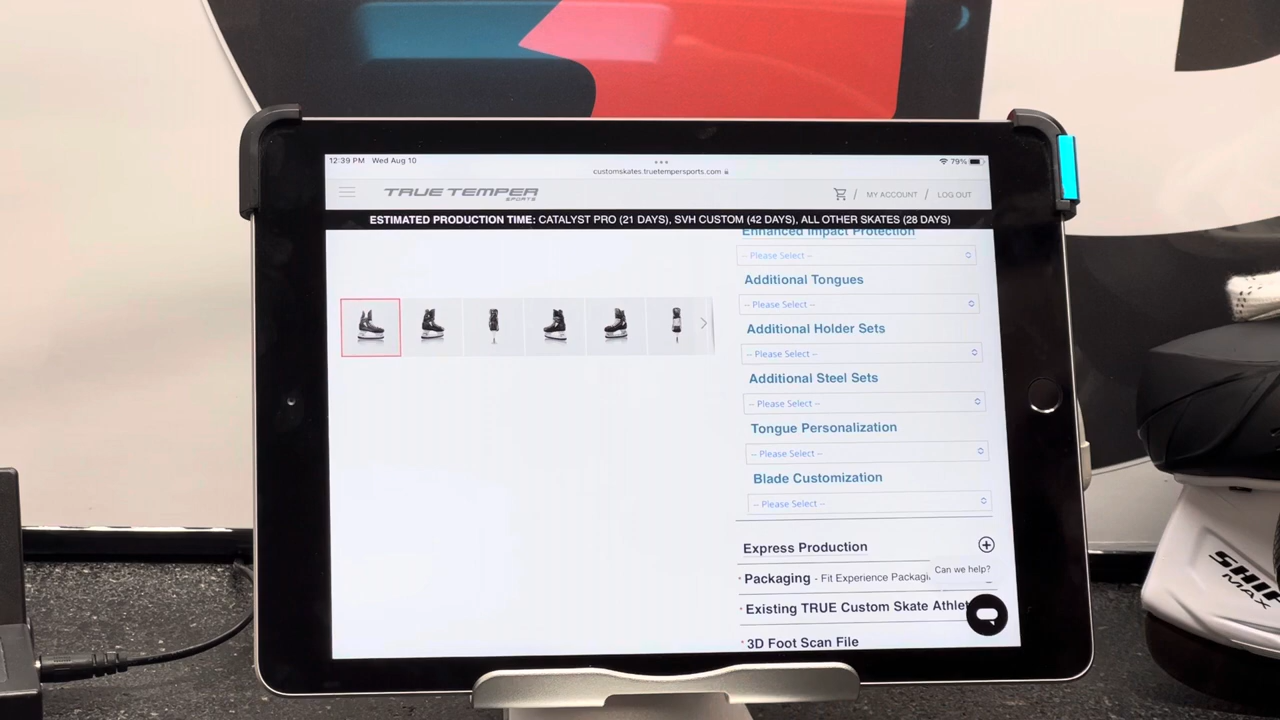 12:39 PM Wed Aug 10
79%
customskates.truetempersports.com
TRUE TEMPER
SPORTS
/ MY ACCOUNT / LOG OUT
ESTIMATED PRODUCTION TIME: CATALYST PRO (21 DAYS), SVH CUSTOM (42 DAYS), ALL OTHER SKATES (28 DAYS)
Enhanced Impact Protection
-- Please Select --
Additional Tongues
-- Please Select --
Additional Holder Sets
-- Please Select --
Additional Steel Sets
-- Please Select --
Tongue Personalization
-- Please Select --
Blade Customization
-- Please Select --
Express Production
Can we help?
* Packaging - Fit Experience Packagi
* Existing TRUE Custom Skate Athlet
* 3D Foot Scan File
SHIF
MAX